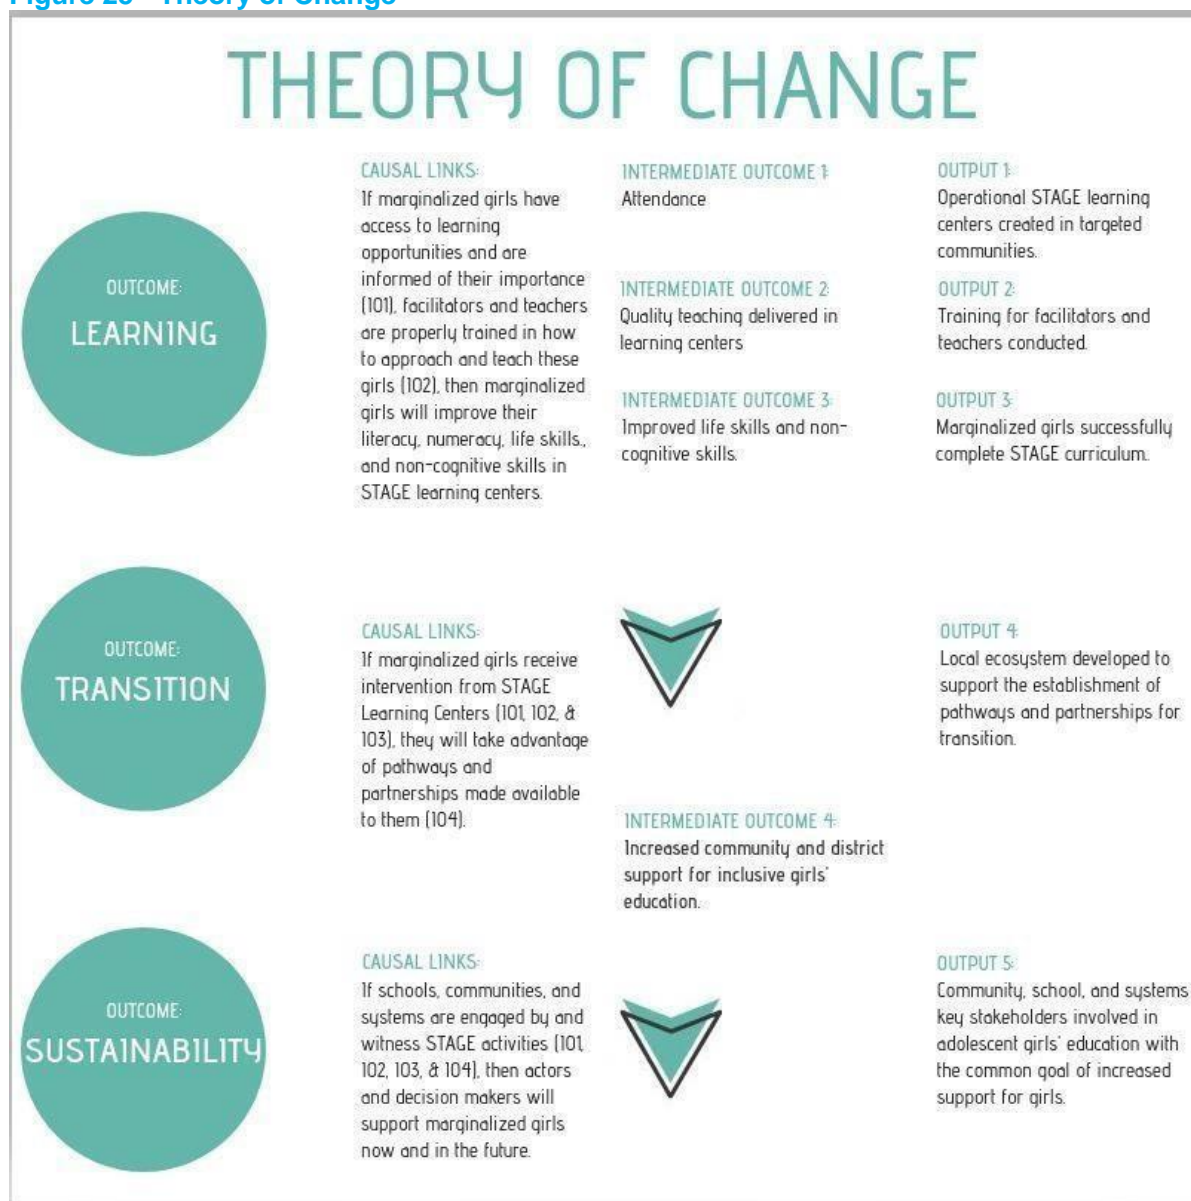 Figure - Theory of Change
THEORY OF CHANGE
OUTCOME:
LEARNING
CAUSAL LINKS:
If marginalized girls have
access to learning
opportunities and are
informed of their importance
(IO1), facilitators and teachers
are properly trained in how
to approach and teach these
girls (IO2), then marginalized
girls will improve their
literacy, numeracy, life skills.,
and non-cognitive skills in
STAGE learning centers.
INTERMEDIATE OUTCOME 1:
Attendance
INTERMEDIATE OUTCOME 2:
Quality teaching delivered in
learning centers
INTERMEDIATE OUTCOME 3:
Improved life skills and non-
cognitive skills.
OUTPUT 1:
Operational STAGE learning
centers created in targeted
communities.
OUTPUT 2:
Training for facilitators and
teachers conducted.
OUTPUT 3:
Marginalized girls successfully
complete STAGE curriculum.
OUTCOME:
TRANSITION
CAUSAL LINKS:
If marginalized girls receive
intervention from STAGE
Learning Centers (IO1, IO2, &
IO3), they will take advantage
of pathways and
partnerships made available
to them (IO4).
INTERMEDIATE OUTCOME 4:
Increased community and district
support for inclusive girls'
education.
OUTPUT 4:
Local ecosystem developed to
support the establishment of
pathways and partnerships for
transition.
OUTCOME:
SUSTAINABILITY
CAUSAL LINKS:
If schools, communities, and
systems are engaged by and
witness STAGE activities (IO1,
IO2, IO3, & IO4), then actors
and decision makers will
support marginalized girls
now and in the future.
OUTPUT 5:
Community, school, and systems
key stakeholders involved in
adolescent girls' education with
the common goal of increased
support for girls.